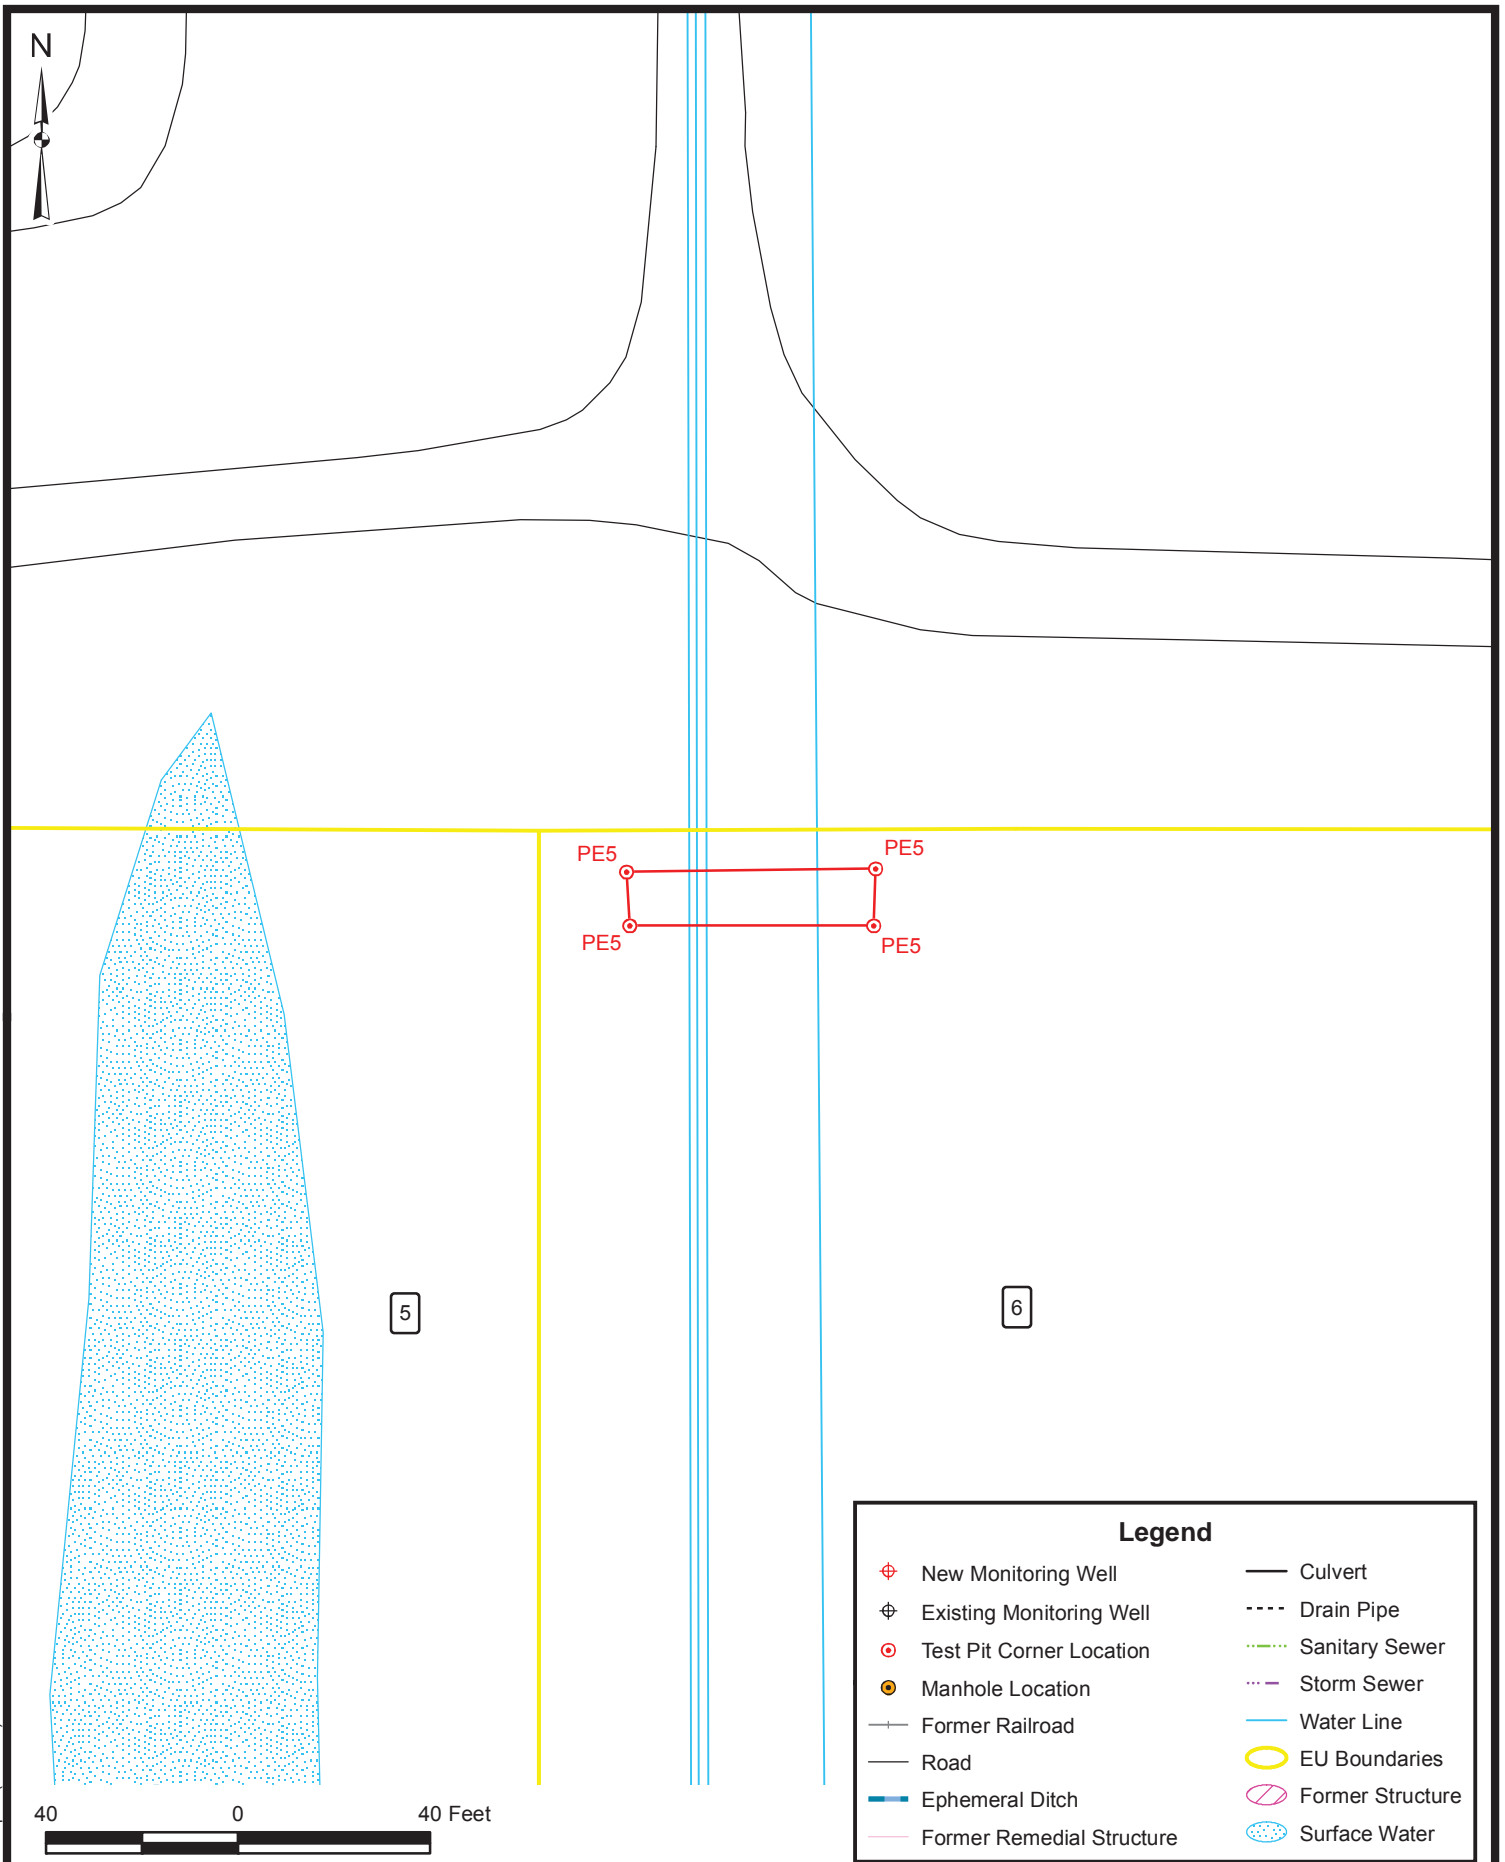 N
PE5
PE5
PE5
PE5
5
6
Legend
New Monitoring Well
Existing Monitoring Well
Test Pit Corner Location
Manhole Location
Former Railroad
Road
Ephemeral Ditch
Former Remedial Structure
Culvert
Drain Pipe
Sanitary Sewer
Storm Sewer
Water Line
EU Boundaries
Former Structure
Surface Water
40 0 40 Feet